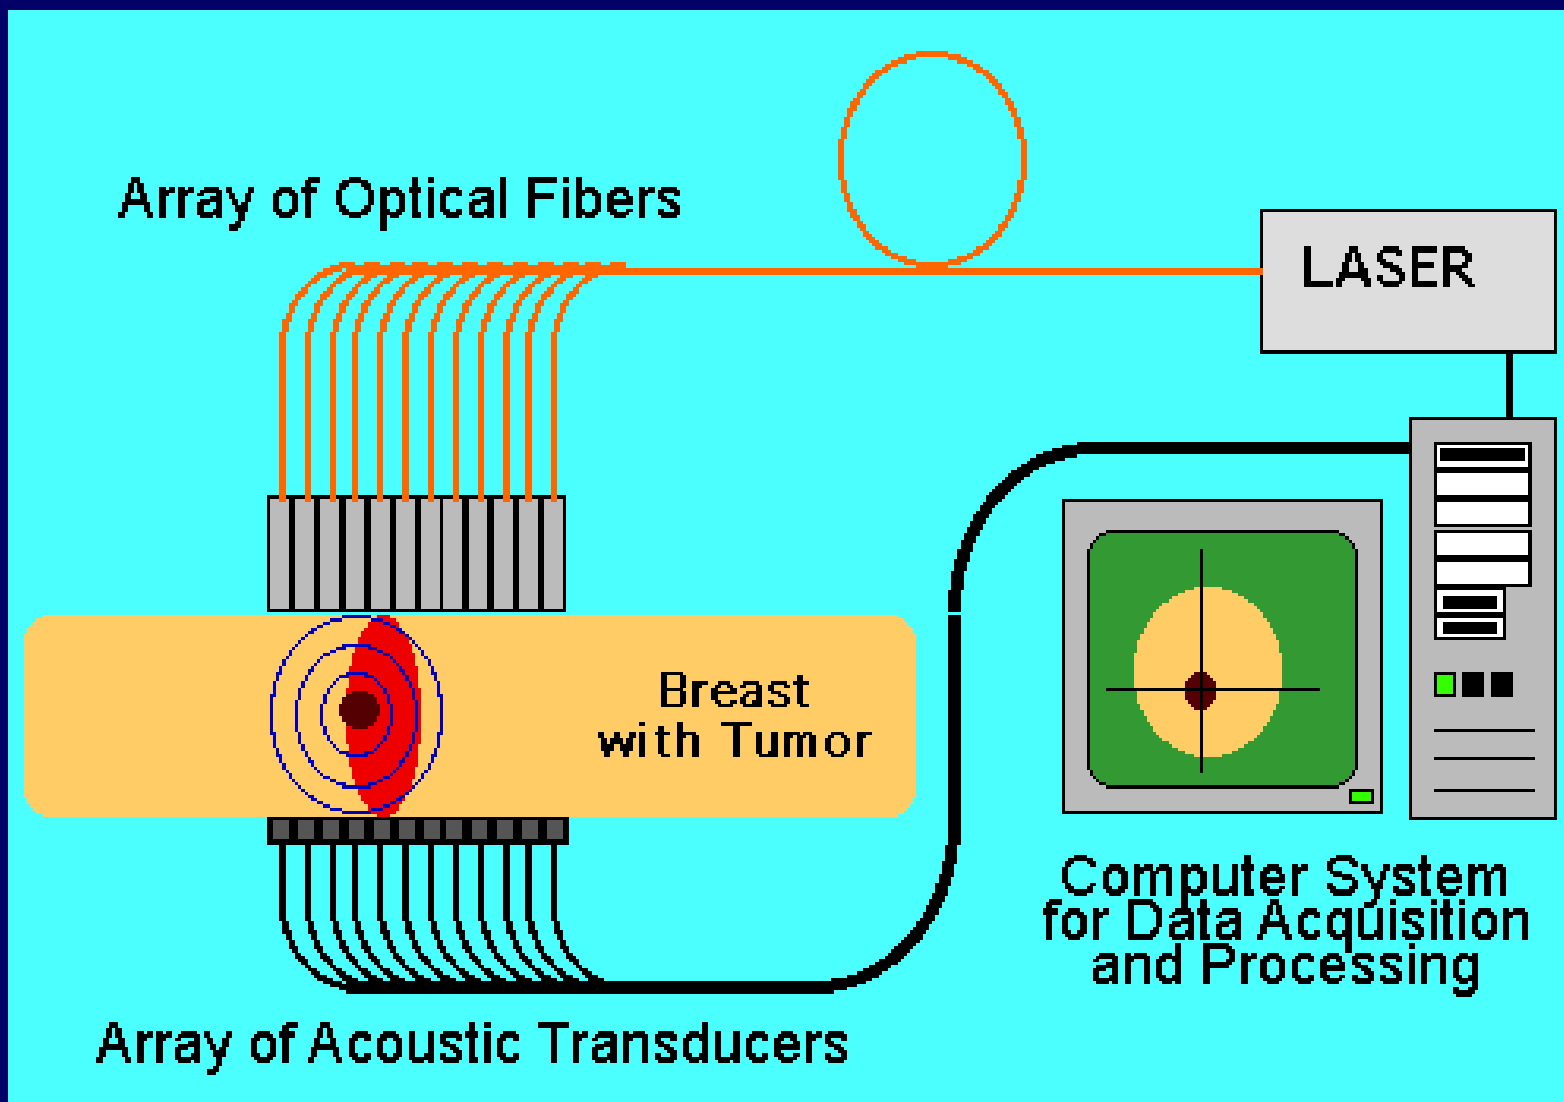 Array of Optical Fibers
LASER
Breast
with Tumor
Computer System
for Data Acquisition
and Processing
Array of Acoustic Transducers